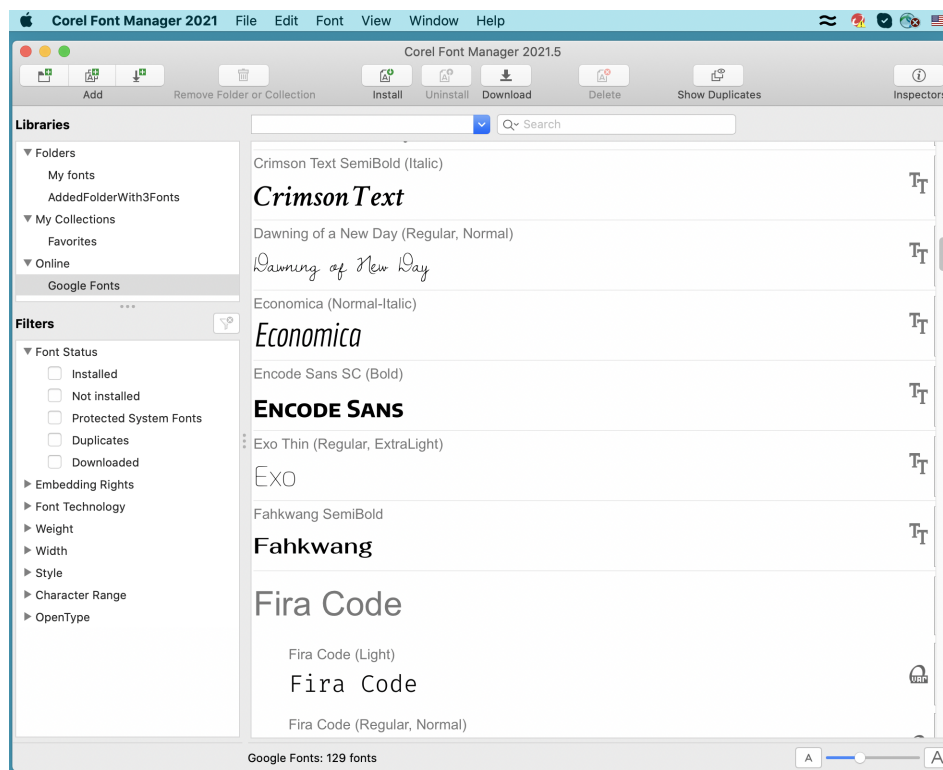 Corel Font Manager 2021 File Edit Font View Window Help
Corel Font Manager 2021.5
Add Remove Folder or Collection Install Uninstall Download Delete Show Duplicates Inspectors
Libraries
Search
Folders
My fonts
AddedFolderWith3Fonts
My Collections
Favorites
Online
Google Fonts
Filters
Font Status
Installed
Not installed
Protected System Fonts
Duplicates
Downloaded
Embedding Rights
Font Technology
Weight
Width
Style
Character Range
OpenType
Crimson Text SemiBold (Italic)
Crimson Text
Dawning of a New Day (Regular, Normal)
Dawning of New Day
Economica (Normal-Italic)
Economica
Encode Sans SC (Bold)
Encode Sans
Exo Thin (Regular, ExtraLight)
Exo
Fahkwang SemiBold
Fahkwang
Fira Code
Fira Code (Light)
Fira Code
Fira Code (Regular, Normal)
Google Fonts: 129 fonts
A A